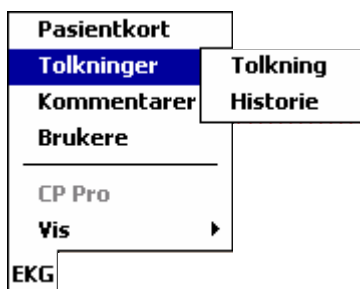 Pasientkort
Tolkninger
Tolkning
Kommentarer
Historie
Brukere
CP Pro
Vis
EKG